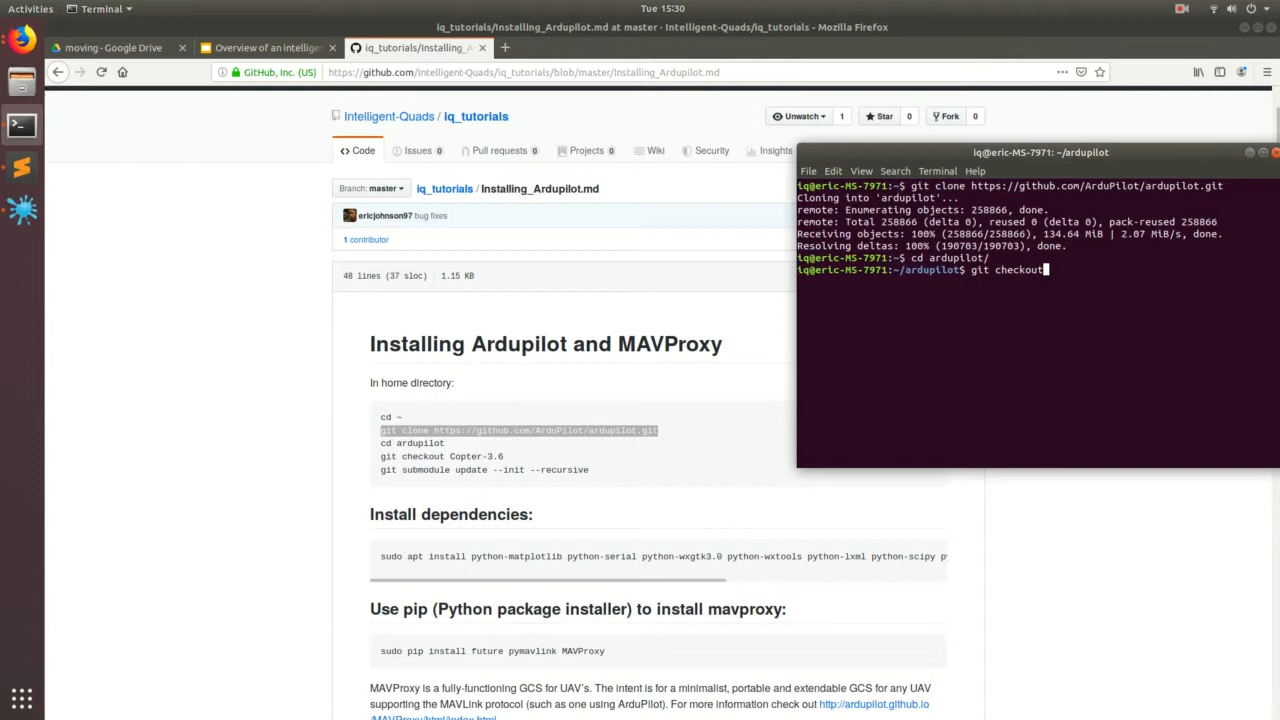 Activities Terminal Tue 15:30
iq_tutorials/Installing_Ardupilot.md at master · Intelligent-Quads/iq_tutorials - Mozilla Firefox
moving - Google Drive
Overview of an intellige
iq_tutorials/Installing_A
GitHub, Inc. (US) https://github.com/Intelligent-Quads/iq_tutorials/blob/master/Installing_Ardupilot.md
Intelligent-Quads / iq_tutorials
Unwatch 1 Star 0 Fork 0
Code Issues 0 Pull requests 0 Projects 0 Wiki Security Insights
Branch: master iq_tutorials / Installing_Ardupilot.md
ericjohnson97 bug fixes
1 contributor
48 lines (37 sloc) 1.15 KB
Installing Ardupilot and MAVProxy
In home directory:
cd ~
git clone https://github.com/ArduPilot/ardupilot.git
cd ardupilot
git checkout Copter-3.6
git submodule update --init --recursive
Install dependencies:
sudo apt install python-matplotlib python-serial python-wxgtk3.0 python-wxtools python-lxml python-scipy py
Use pip (Python package installer) to install mavproxy:
sudo pip install future pymavlink MAVProxy
MAVProxy is a fully-functioning GCS for UAV's. The intent is for a minimalist, portable and extendable GCS for any UAV
supporting the MAVLink protocol (such as one using ArduPilot). For more information check out http://ardupilot.github.io
/MAVProxy/html/index.html
iq@eric-MS-7971: ~/ardupilot
File Edit View Search Terminal Help
iq@eric-MS-7971:~$ git clone https://github.com/ArduPilot/ardupilot.git
Cloning into 'ardupilot'...
remote: Enumerating objects: 258866, done.
remote: Total 258866 (delta 0), reused 0 (delta 0), pack-reused 258866
Receiving objects: 100% (258866/258866), 134.64 MiB | 2.07 MiB/s, done.
Resolving deltas: 100% (190703/190703), done.
iq@eric-MS-7971:~$ cd ardupilot/
iq@eric-MS-7971:~/ardupilot$ git checkout